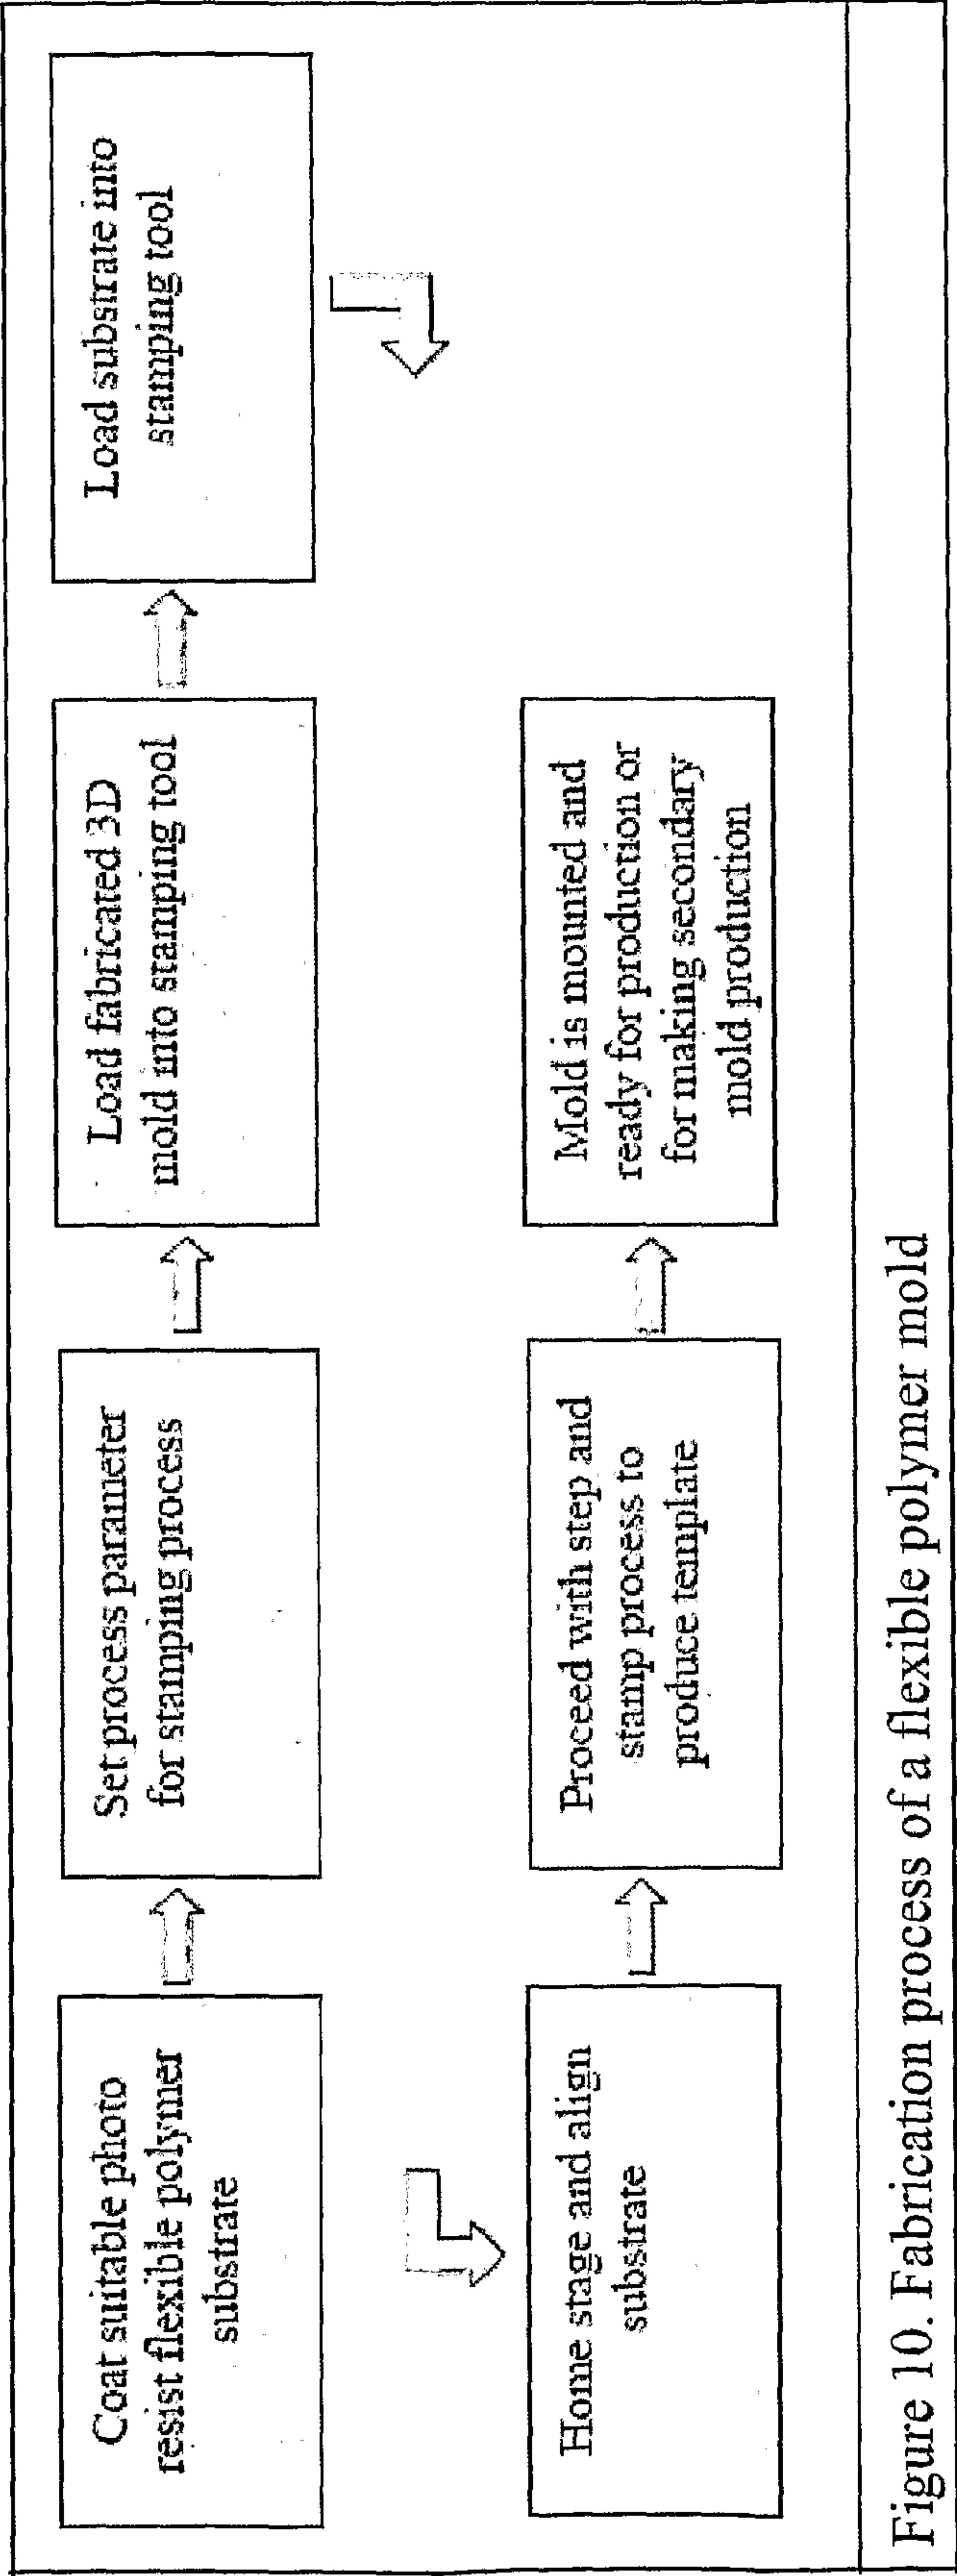 Coat suitable photo
resist flexible polymer
substrate
Set process parameter
for stamping process
Load fabricated 3D
mold into stamping tool
Load substrate into
stamping tool
Home stage and align
substrate
Proceed with step and
stamp process to
produce template
Mold is mounted and
ready for production or
for making secondary
mold production
Figure 10. Fabrication process of a flexible polymer mold